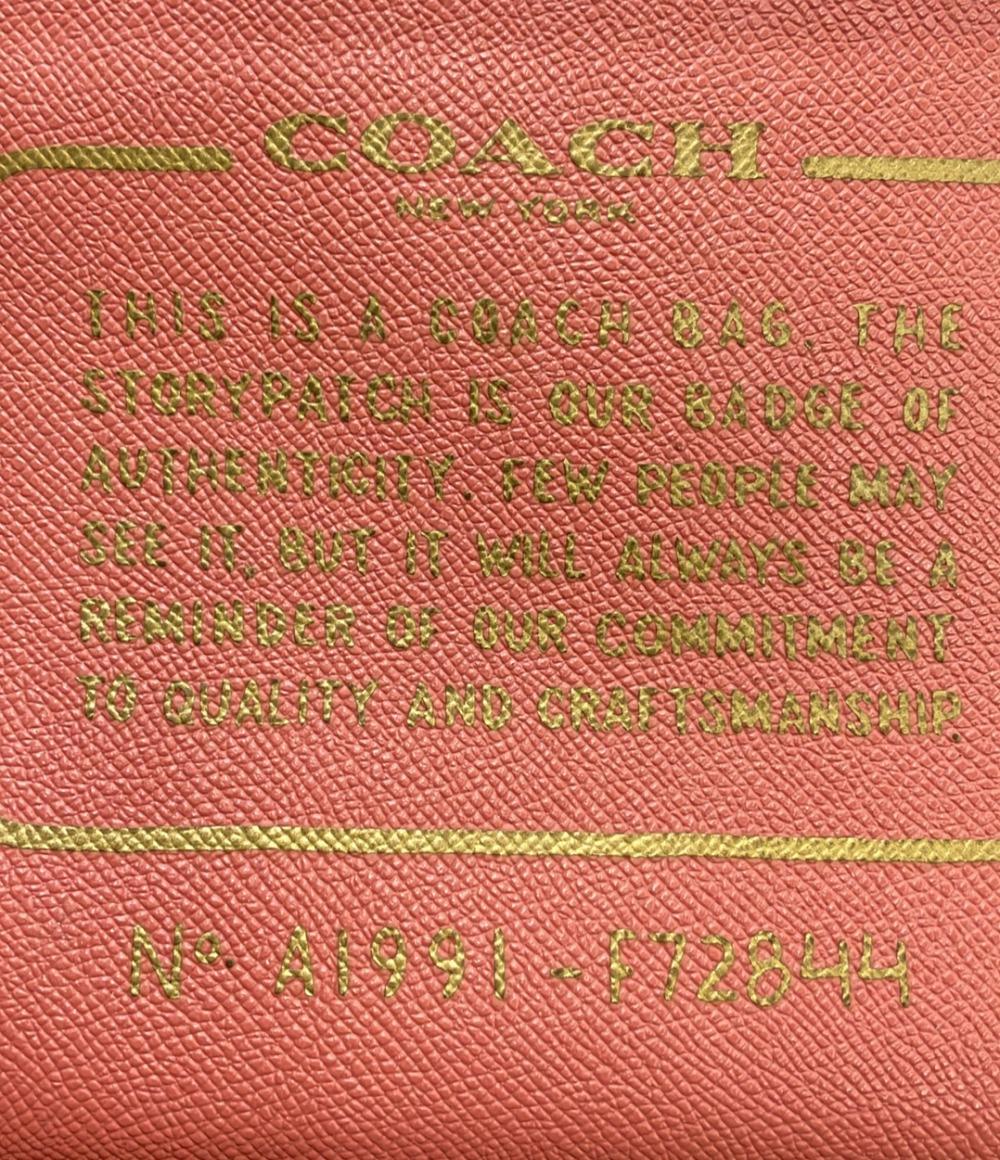 COACH
NEW YORK
THIS IS A COACH BAG. THE
STORYPATCH IS OUR BADGE OF
AUTHENTICITY. FEW PEOPLE MAY
SEE IT, BUT IT WILL ALWAYS BE A
REMINDER OF OUR COMMITMENT
TO QUALITY AND CRAFTSMANSHIP.
Nº. A1991-F72844